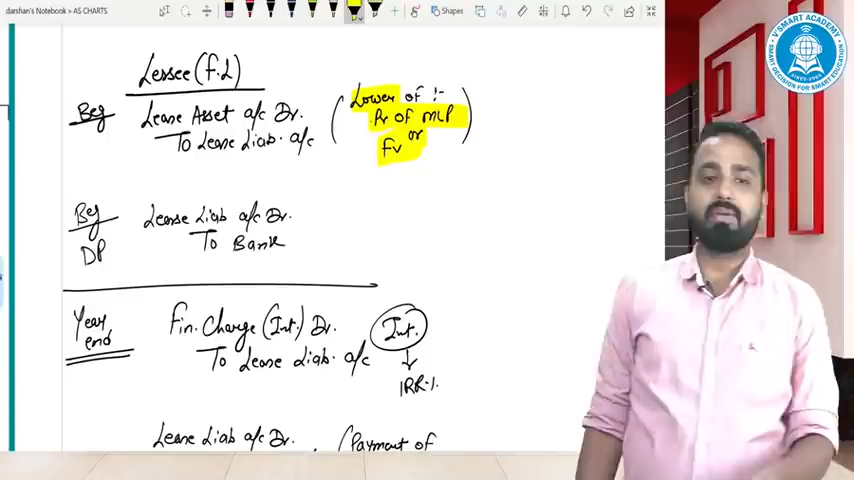 darshan's Notebook » AS CHARTS.
Shapes
V'SMART ACADEMY
SINCE-2005
SMART DECISION FOR SMART EDUCATION
Lessee (F.L)
Beg Lease Asset a/c Dr. (Lower of :-
To Lease Liab. a/c Pv of MLP
or
FV)
Beg Lease Liab a/c Dr.
DP To Bank
Year Fin. Charge (Int.) Dr. Int.
end To Lease Liab. a/c
IRR-%
Lease Liab a/c Dr. (Payment of